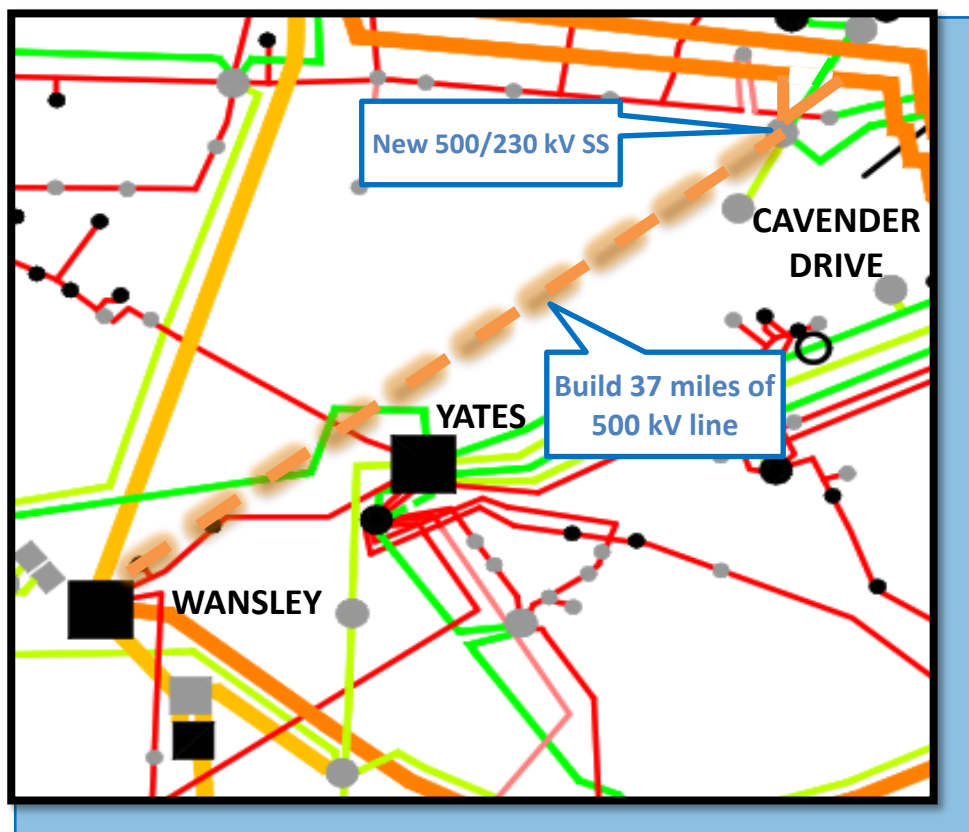 New 500/230 kV SS
CAVENDER
DRIVE
Build 37 miles of
500 kV line
YATES
WANSLEY